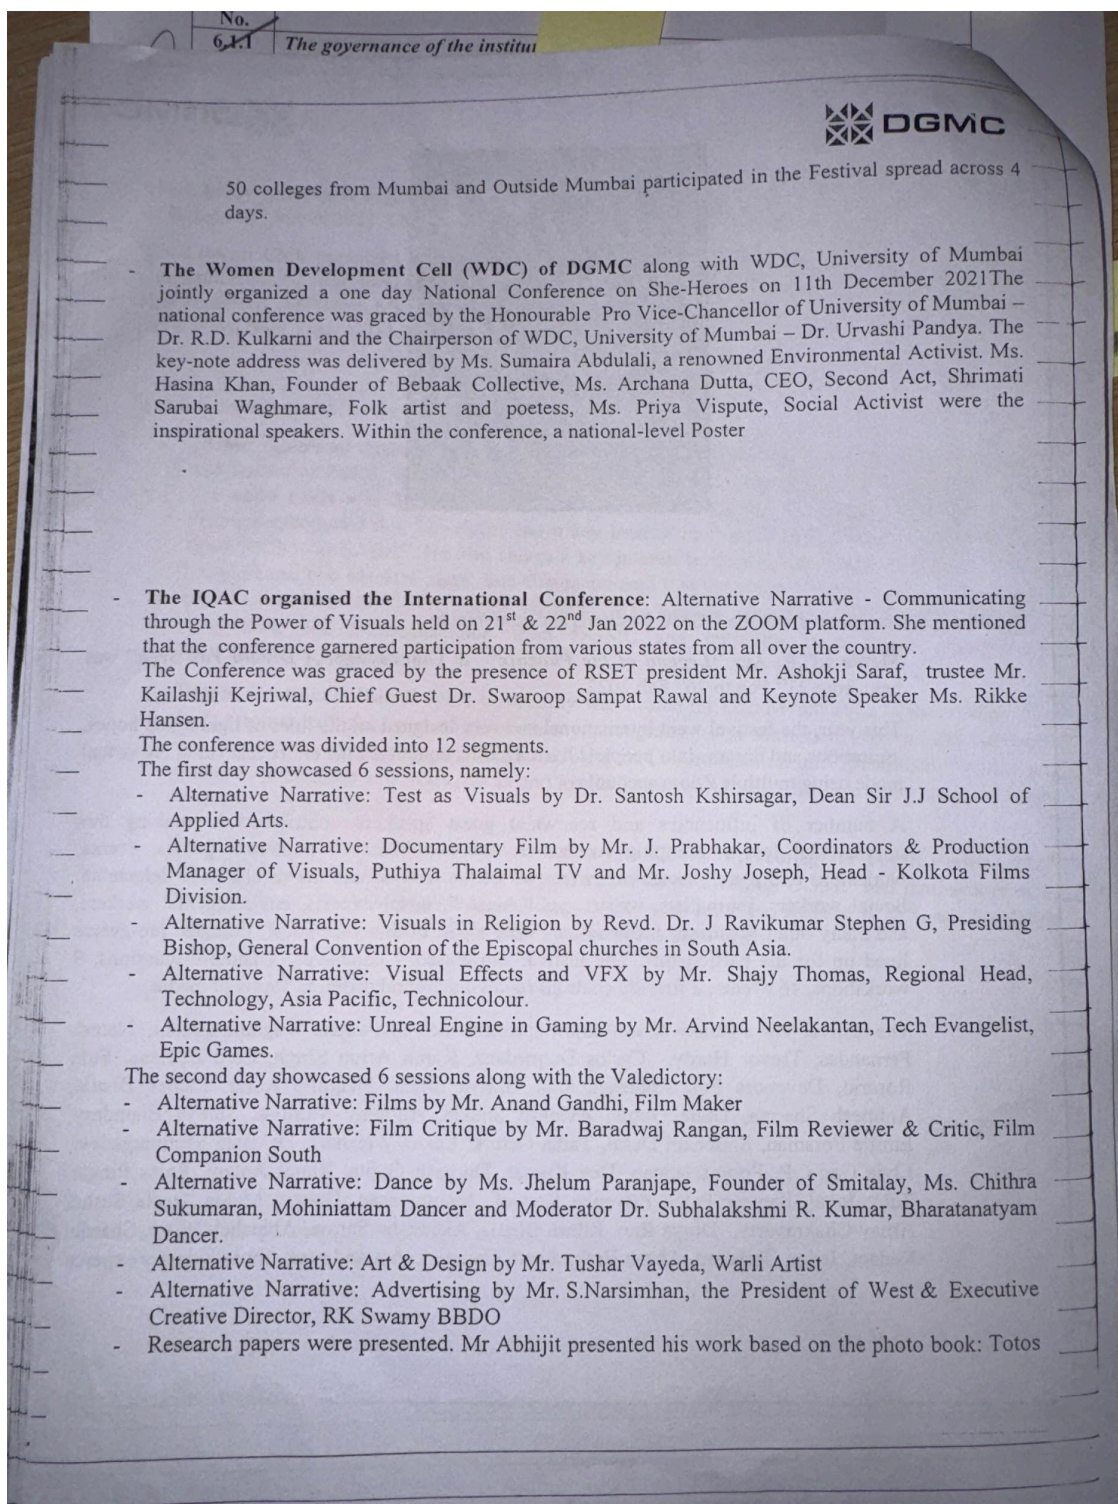 No.
6.1.1 The governance of the institu
DGMC
50 colleges from Mumbai and Outside Mumbai participated in the Festival spread across 4
days.
- The Women Development Cell (WDC) of DGMC along with WDC, University of Mumbai
jointly organized a one day National Conference on She-Heroes on 11th December 2021The
national conference was graced by the Honourable Pro Vice-Chancellor of University of Mumbai –
Dr. R.D. Kulkarni and the Chairperson of WDC, University of Mumbai – Dr. Urvashi Pandya. The
key-note address was delivered by Ms. Sumaira Abdulali, a renowned Environmental Activist. Ms.
Hasina Khan, Founder of Bebaak Collective, Ms. Archana Dutta, CEO, Second Act, Shrimati
Sarubai Waghmare, Folk artist and poetess, Ms. Priya Vispute, Social Activist were the
inspirational speakers. Within the conference, a national-level Poster
- The IQAC organised the International Conference: Alternative Narrative - Communicating
through the Power of Visuals held on 21st & 22nd Jan 2022 on the ZOOM platform. She mentioned
that the conference garnered participation from various states from all over the country.
The Conference was graced by the presence of RSET president Mr. Ashokji Saraf, trustee Mr.
Kailashji Kejriwal, Chief Guest Dr. Swaroop Sampat Rawal and Keynote Speaker Ms. Rikke
Hansen.
The conference was divided into 12 segments.
The first day showcased 6 sessions, namely:
- Alternative Narrative: Test as Visuals by Dr. Santosh Kshirsagar, Dean Sir J.J School of
Applied Arts.
- Alternative Narrative: Documentary Film by Mr. J. Prabhakar, Coordinators & Production
Manager of Visuals, Puthiya Thalaimal TV and Mr. Joshy Joseph, Head - Kolkota Films
Division.
- Alternative Narrative: Visuals in Religion by Revd. Dr. J Ravikumar Stephen G, Presiding
Bishop, General Convention of the Episcopal churches in South Asia.
- Alternative Narrative: Visual Effects and VFX by Mr. Shajy Thomas, Regional Head,
Technology, Asia Pacific, Technicolour.
- Alternative Narrative: Unreal Engine in Gaming by Mr. Arvind Neelakantan, Tech Evangelist,
Epic Games.
The second day showcased 6 sessions along with the Valedictory:
- Alternative Narrative: Films by Mr. Anand Gandhi, Film Maker
- Alternative Narrative: Film Critique by Mr. Baradwaj Rangan, Film Reviewer & Critic, Film
Companion South
- Alternative Narrative: Dance by Ms. Jhelum Paranjape, Founder of Smitalay, Ms. Chithra
Sukumaran, Mohiniattam Dancer and Moderator Dr. Subhalakshmi R. Kumar, Bharatanatyam
Dancer.
- Alternative Narrative: Art & Design by Mr. Tushar Vayeda, Warli Artist
- Alternative Narrative: Advertising by Mr. S.Narsimhan, the President of West & Executive
Creative Director, RK Swamy BBDO
- Research papers were presented. Mr Abhijit presented his work based on the photo book: Totos